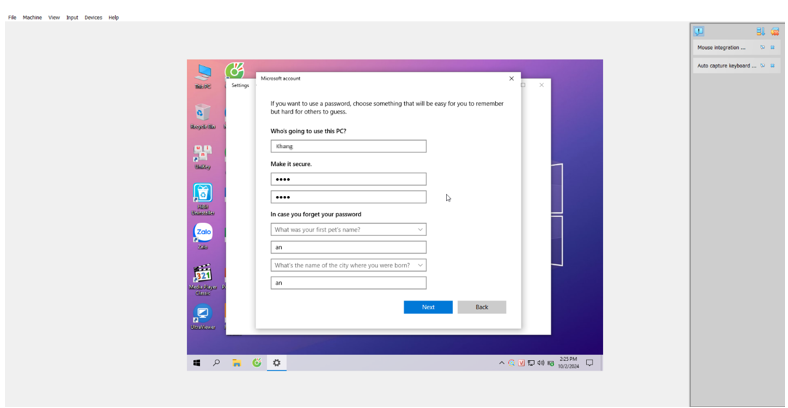 File Machine View Input Devices Help
Mouse integration ...
Auto capture keyboard ...
This PC
Recycle Bin
UniKey
Zalo
Zalo
321
Media Player Classic
UltraViewer
Settings
Microsoft account
If you want to use a password, choose something that will be easy for you to remember
but hard for others to guess.
Who's going to use this PC?
Khang
Make it secure.
••••
••••
In case you forget your password
What was your first pet's name?
an
What's the name of the city where you were born?
an
Next Back
2:25 PM
10/2/2024